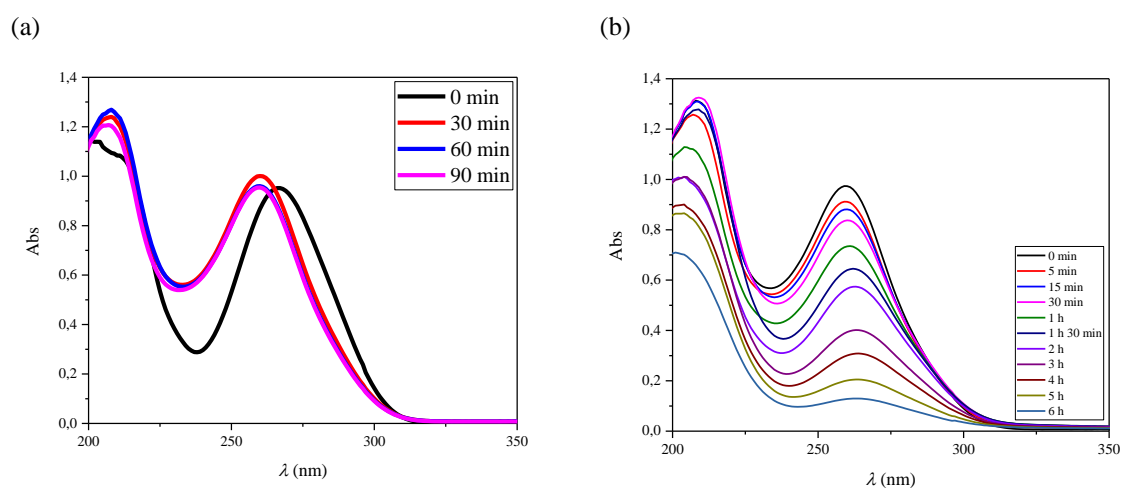 (a)
(b)
Abs
1,4
1,2
1,0
0,8
0,6
0,4
0,2
0,0
200
250
300
350
λ (nm)
0 min
30 min
60 min
90 min
Abs
1,4
1,2
1,0
0,8
0,6
0,4
0,2
0,0
200
250
300
350
λ (nm)
0 min
5 min
15 min
30 min
1 h
1 h 30 min
2 h
3 h
4 h
5 h
6 h